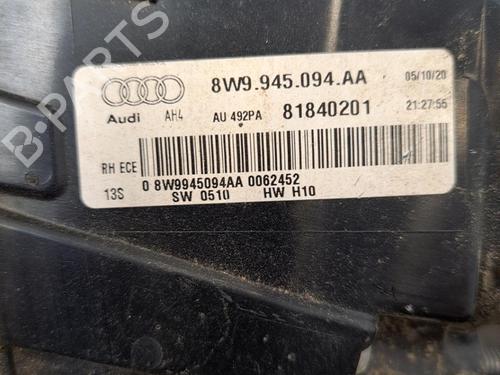 8W9.945.094.AA 05/10/20
Audi AH4 AU 492PA 81840201 21:27:55
RH ECE
0 8W9945094AA 0062452
13S SW 0510 HW H10
B-PARTS